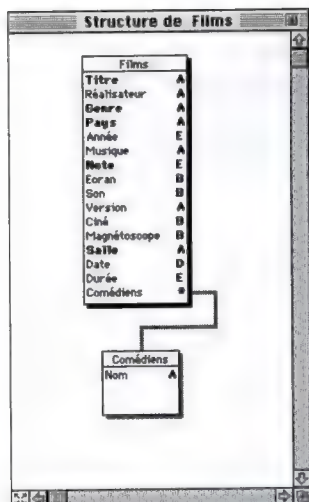 Structure de Films
Films
Titre A
Réalisateur A
Genre A
Pays A
Année E
Musique A
Note E
Ecran B
Son B
Version A
Ciné B
Magnétoscope B
Salle A
Date D
Durée E
Comédiens *
Comédiens
Nom A